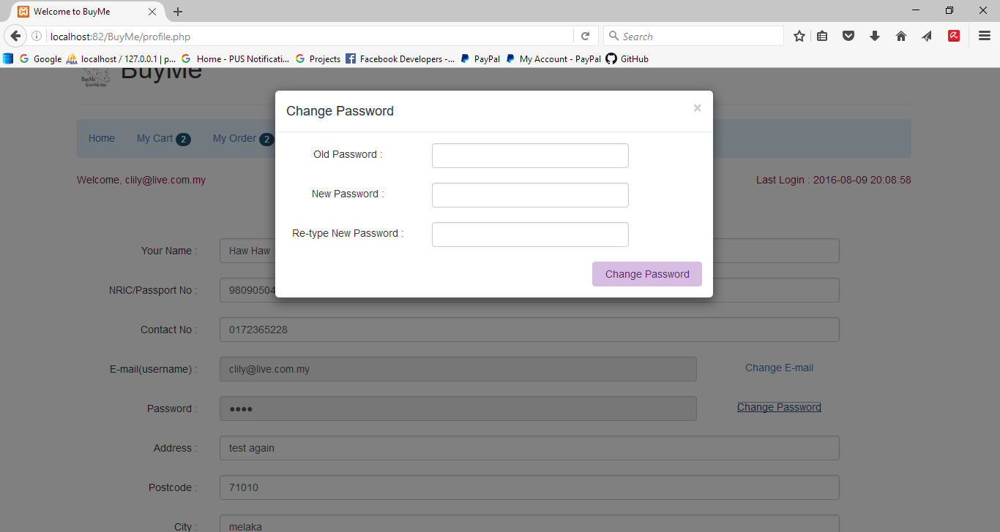 Welcome to BuyMe
localhost:82/BuyMe/profile.php
Search
Google localhost / 127.0.0.1 | p... Home - PUS Notificati... Projects Facebook Developers -... PayPal My Account - PayPal GitHub
BuyMe
Change Password ×
Home My Cart 2 My Order 2
Old Password :
Welcome, clily@live.com.my Last Login : 2016-08-09 20:08:58
New Password :
Re-type New Password :
Your Name : Haw Haw
Change Password
NRIC/Passport No : 98090504
Contact No : 0172365228
E-mail(username) : clily@live.com.my Change E-mail
Password : ●●●● Change Password
Address : test again
Postcode : 71010
City : melaka